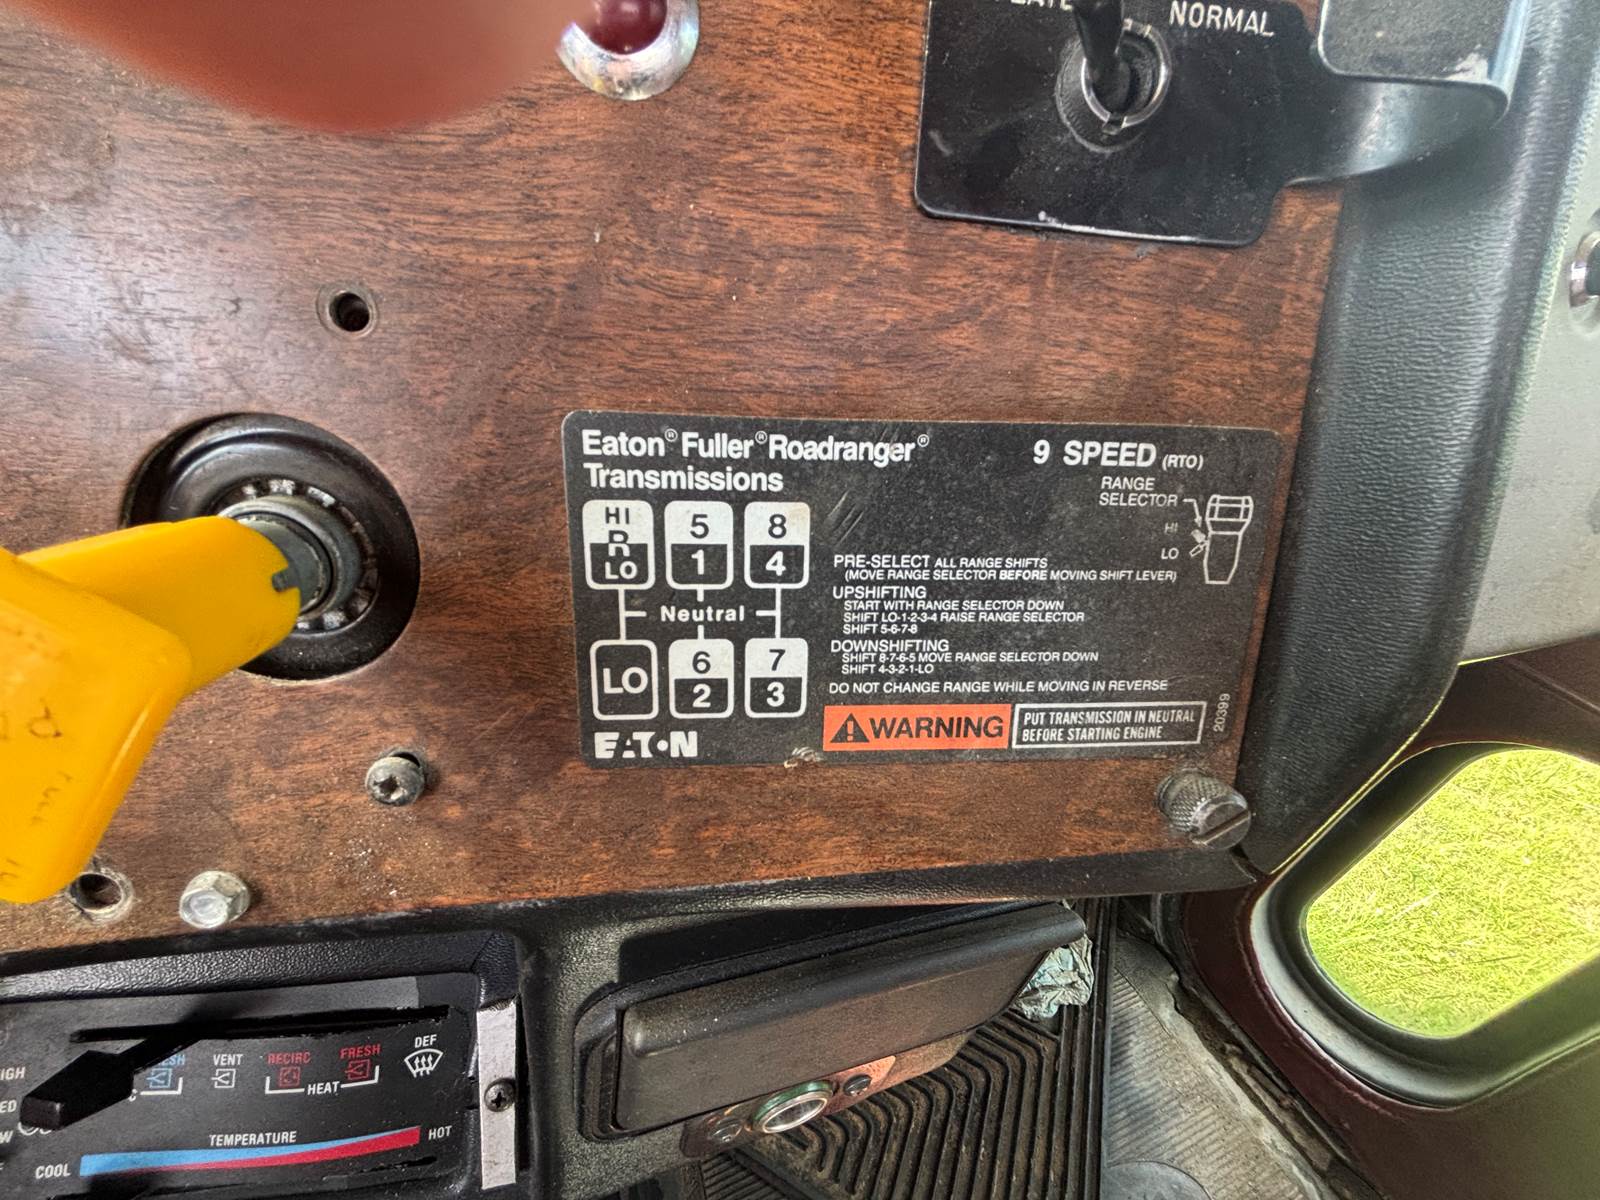 NORMAL
Eaton® Fuller® Roadranger®
Transmissions
9 SPEED (RTO)
RANGE
SELECTOR
HI
LO
HI
R
LO
5
1
8
4
Neutral
LO
6
2
7
3
PRE-SELECT ALL RANGE SHIFTS
(MOVE RANGE SELECTOR BEFORE MOVING SHIFT LEVER)
UPSHIFTING
START WITH RANGE SELECTOR DOWN
SHIFT LO-1-2-3-4 RAISE RANGE SELECTOR
SHIFT 5-6-7-8
DOWNSHIFTING
SHIFT 8-7-6-5 MOVE RANGE SELECTOR DOWN
SHIFT 4-3-2-1-LO
DO NOT CHANGE RANGE WHILE MOVING IN REVERSE
WARNING
PUT TRANSMISSION IN NEUTRAL
BEFORE STARTING ENGINE
20399
EATON
VENT
RECIRC
FRESH
DEF
HEAT
TEMPERATURE
COOL
HOT